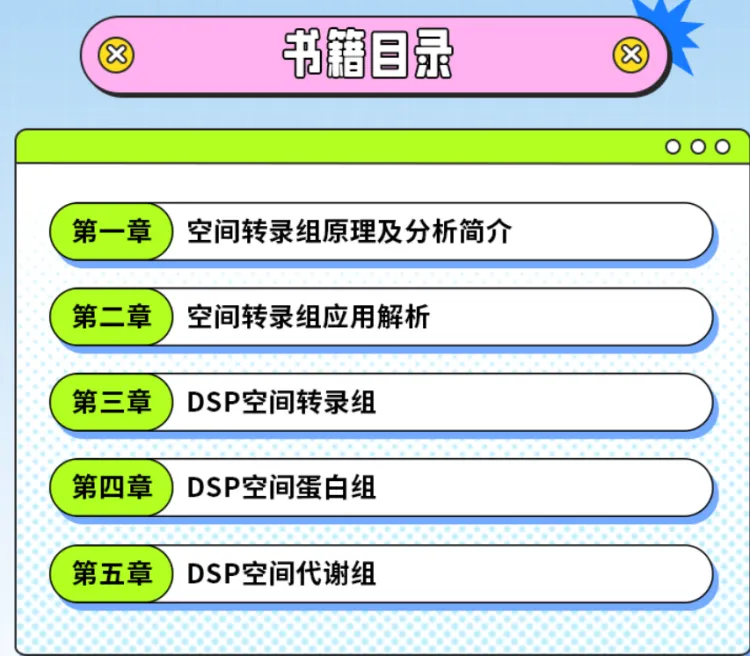 书籍目录
第一章 空间转录组原理及分析简介
第二章 空间转录组应用解析
第三章 DSP空间转录组
第四章 DSP空间蛋白组
第五章 DSP空间代谢组